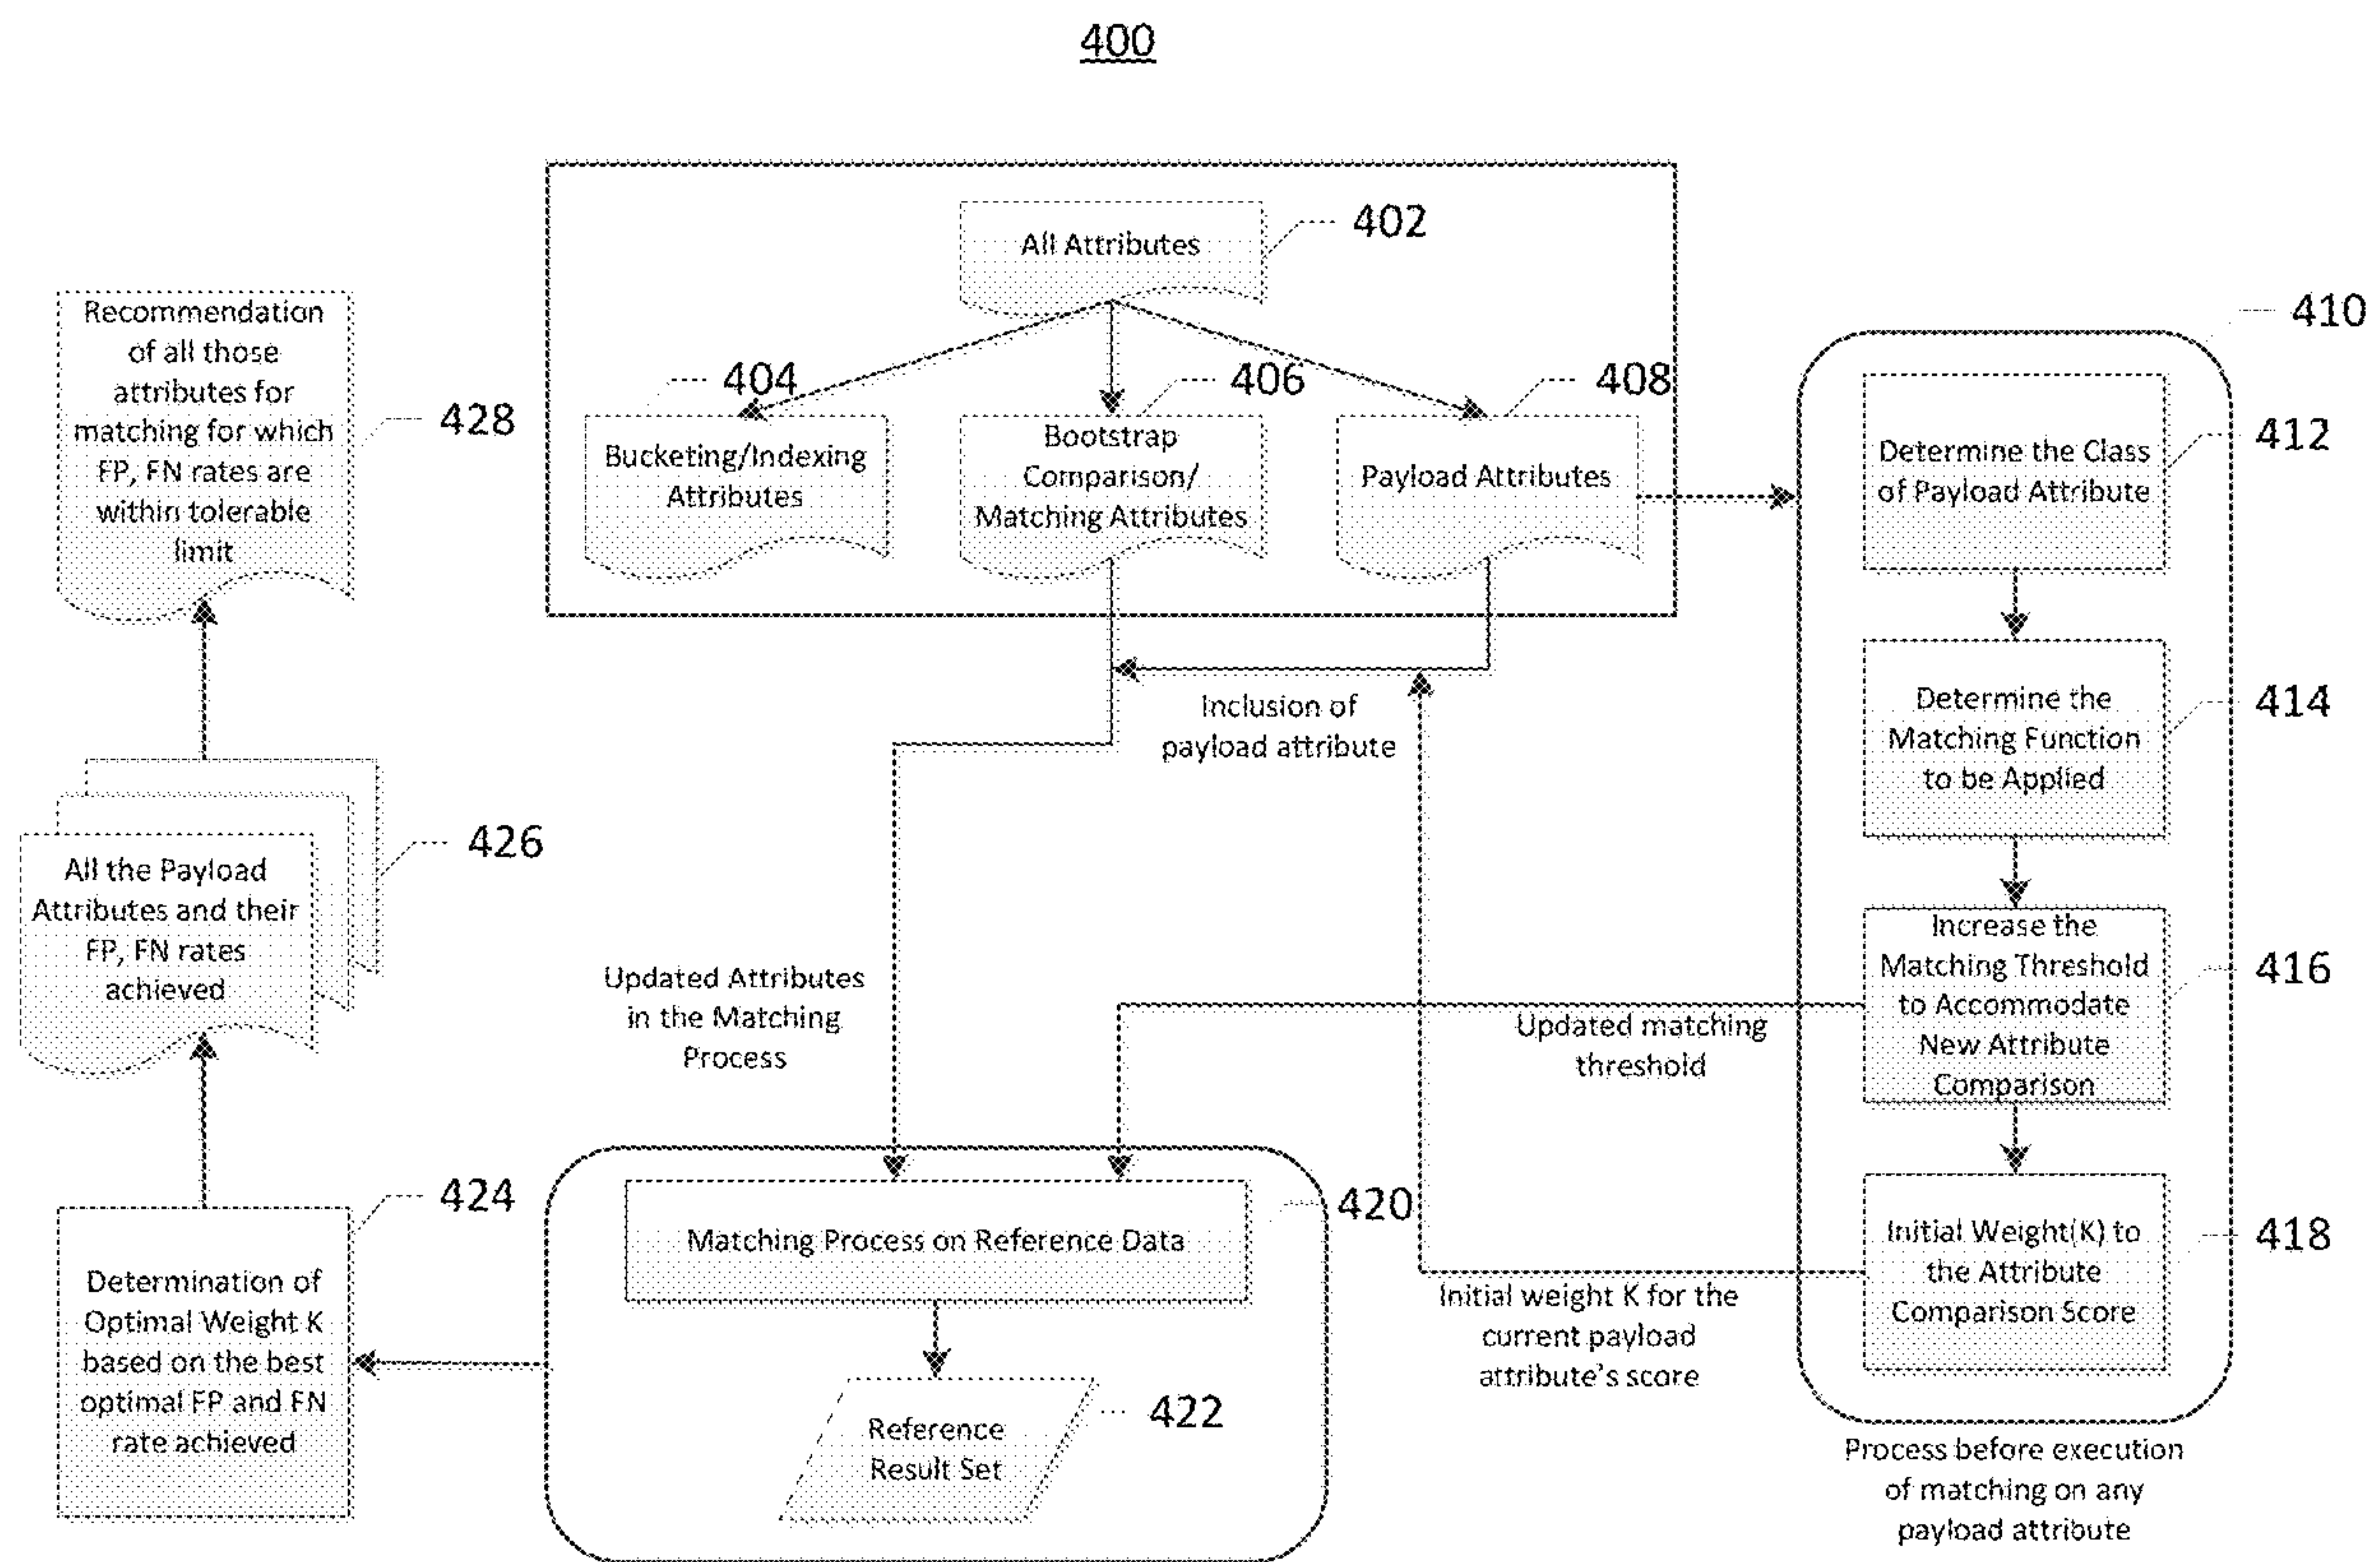 400
All Attributes
402
404
406
408
Bucketing/Indexing
Attributes
Bootstrap
Comparison/
Matching Attributes
Payload Attributes
410
Determine the Class
of Payload Attribute
412
Determine the
Matching Function
to be Applied
414
Increase the
Matching Threshold
to Accommodate
New Attribute
Comparison
416
Initial Weight(K) to
the Attribute
Comparison Score
418
Process before execution
of matching on any
payload attribute
Inclusion of
payload attribute
Updated Attributes
in the Matching
Process
Updated matching
threshold
Initial weight K for the
current payload
attribute's score
Matching Process on Reference Data
420
Reference
Result Set
422
Determination of
Optimal Weight K
based on the best
optimal FP and FN
rate achieved
424
All the Payload
Attributes and their
FP, FN rates
achieved
426
Recommendation
of all those
attributes for
matching for which
FP, FN rates are
within tolerable
limit
428